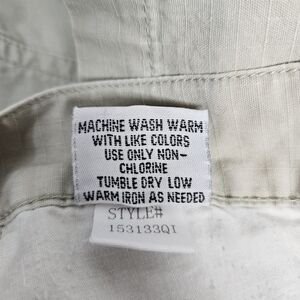 MACHINE WASH WARM
WITH LIKE COLORS
USE ONLY NON-
CHLORINE
TUMBLE DRY LOW
WARM IRON AS NEEDED
STYLE#
153133QI